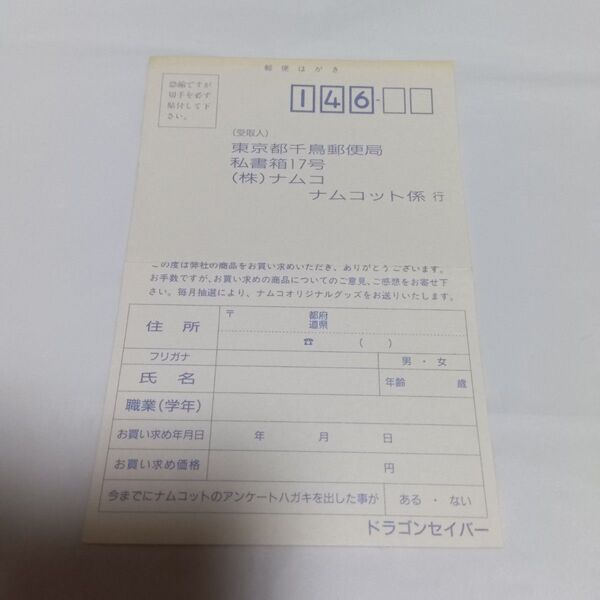 郵便はがき
恐縮ですが
切手を必ず
貼付して下
さい。
146-
(受取人)
東京都千鳥郵便局
私書箱17号
(株)ナムコ
ナムコット係 行
この度は弊社の商品をお買い求めいただき、ありがとうございます。
お手数ですが、お買い求めの商品についてのご意見、ご感想をお寄せ下
さい。毎月抽選により、ナムコオリジナルグッズをお送りいたします。
住所
〒 都府
道県
☎ ( )
フリガナ
男・女
氏名
年齢 歳
職業(学年)
お買い求め年月日 年 月 日
お買い求め価格 円
今までにナムコットのアンケートハガキを出した事が ある・ない
ドラゴンセイバー